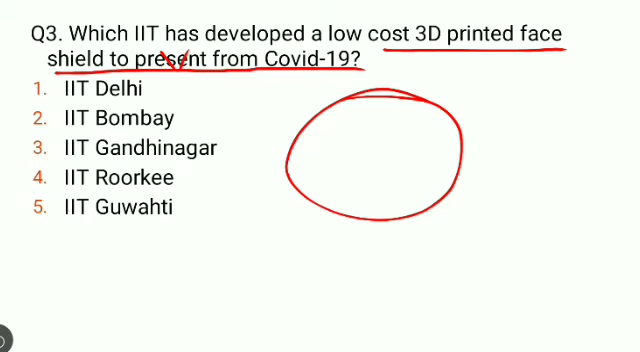 Q3. Which IIT has developed a low cost 3D printed face
shield to present from Covid-19?
1. IIT Delhi
2. IIT Bombay
3. IIT Gandhinagar
4. IIT Roorkee
5. IIT Guwahti